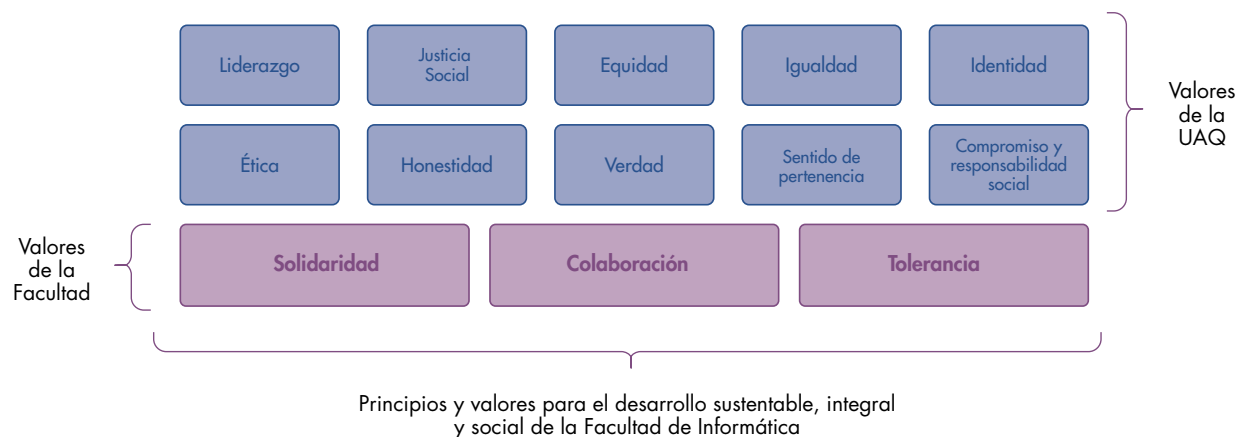 Liderazgo
Justicia
Social
Equidad
Igualdad
Identidad
Valores
de la
UAQ
Ética
Honestidad
Verdad
Sentido de
pertenencia
Compromiso y
responsabilidad
social
Valores
de la
Facultad
Solidaridad
Colaboración
Tolerancia
Principios y valores para el desarrollo sustentable, integral
y social de la Facultad de Informática